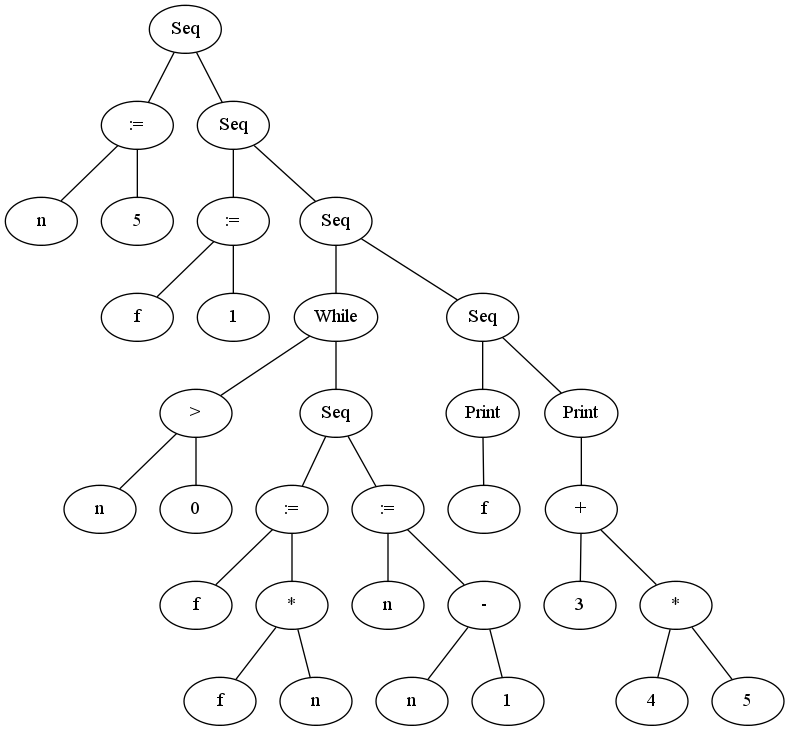 Seq
:= Seq
n 5 := Seq
f 1 While Seq
> Seq Print Print
n 0 := := f +
f * n - 3 *
f n n 1 4 5